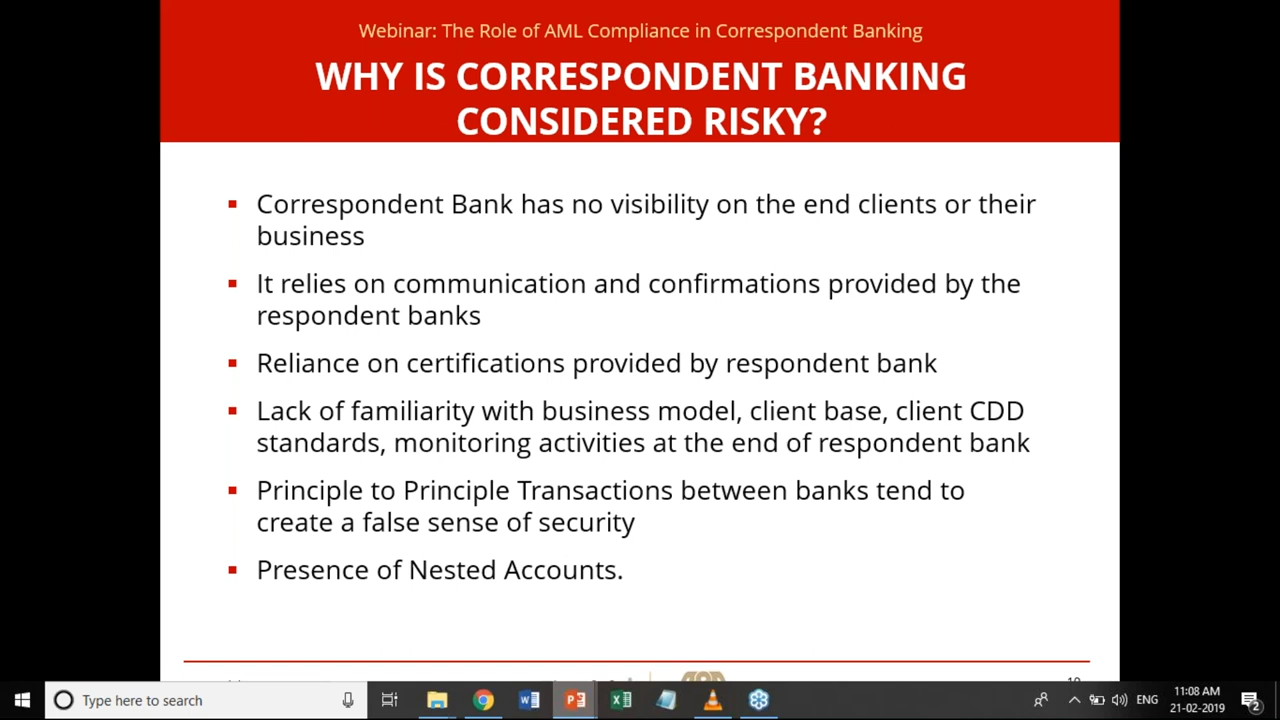 Webinar: The Role of AML Compliance in Correspondent Banking
WHY IS CORRESPONDENT BANKING
CONSIDERED RISKY?
Correspondent Bank has no visibility on the end clients or their
business
It relies on communication and confirmations provided by the
respondent banks
Reliance on certifications provided by respondent bank
Lack of familiarity with business model, client base, client CDD
standards, monitoring activities at the end of respondent bank
Principle to Principle Transactions between banks tend to
create a false sense of security
Presence of Nested Accounts.
Type here to search
ENG
11:08 AM
21-02-2019
2